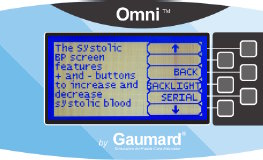 Omni™
The Systolic
BP screen
features
+ and - buttons
to increase and
decrease
systolic blood
BACK
BACKLIGHT
SERIAL
by Gaumard®